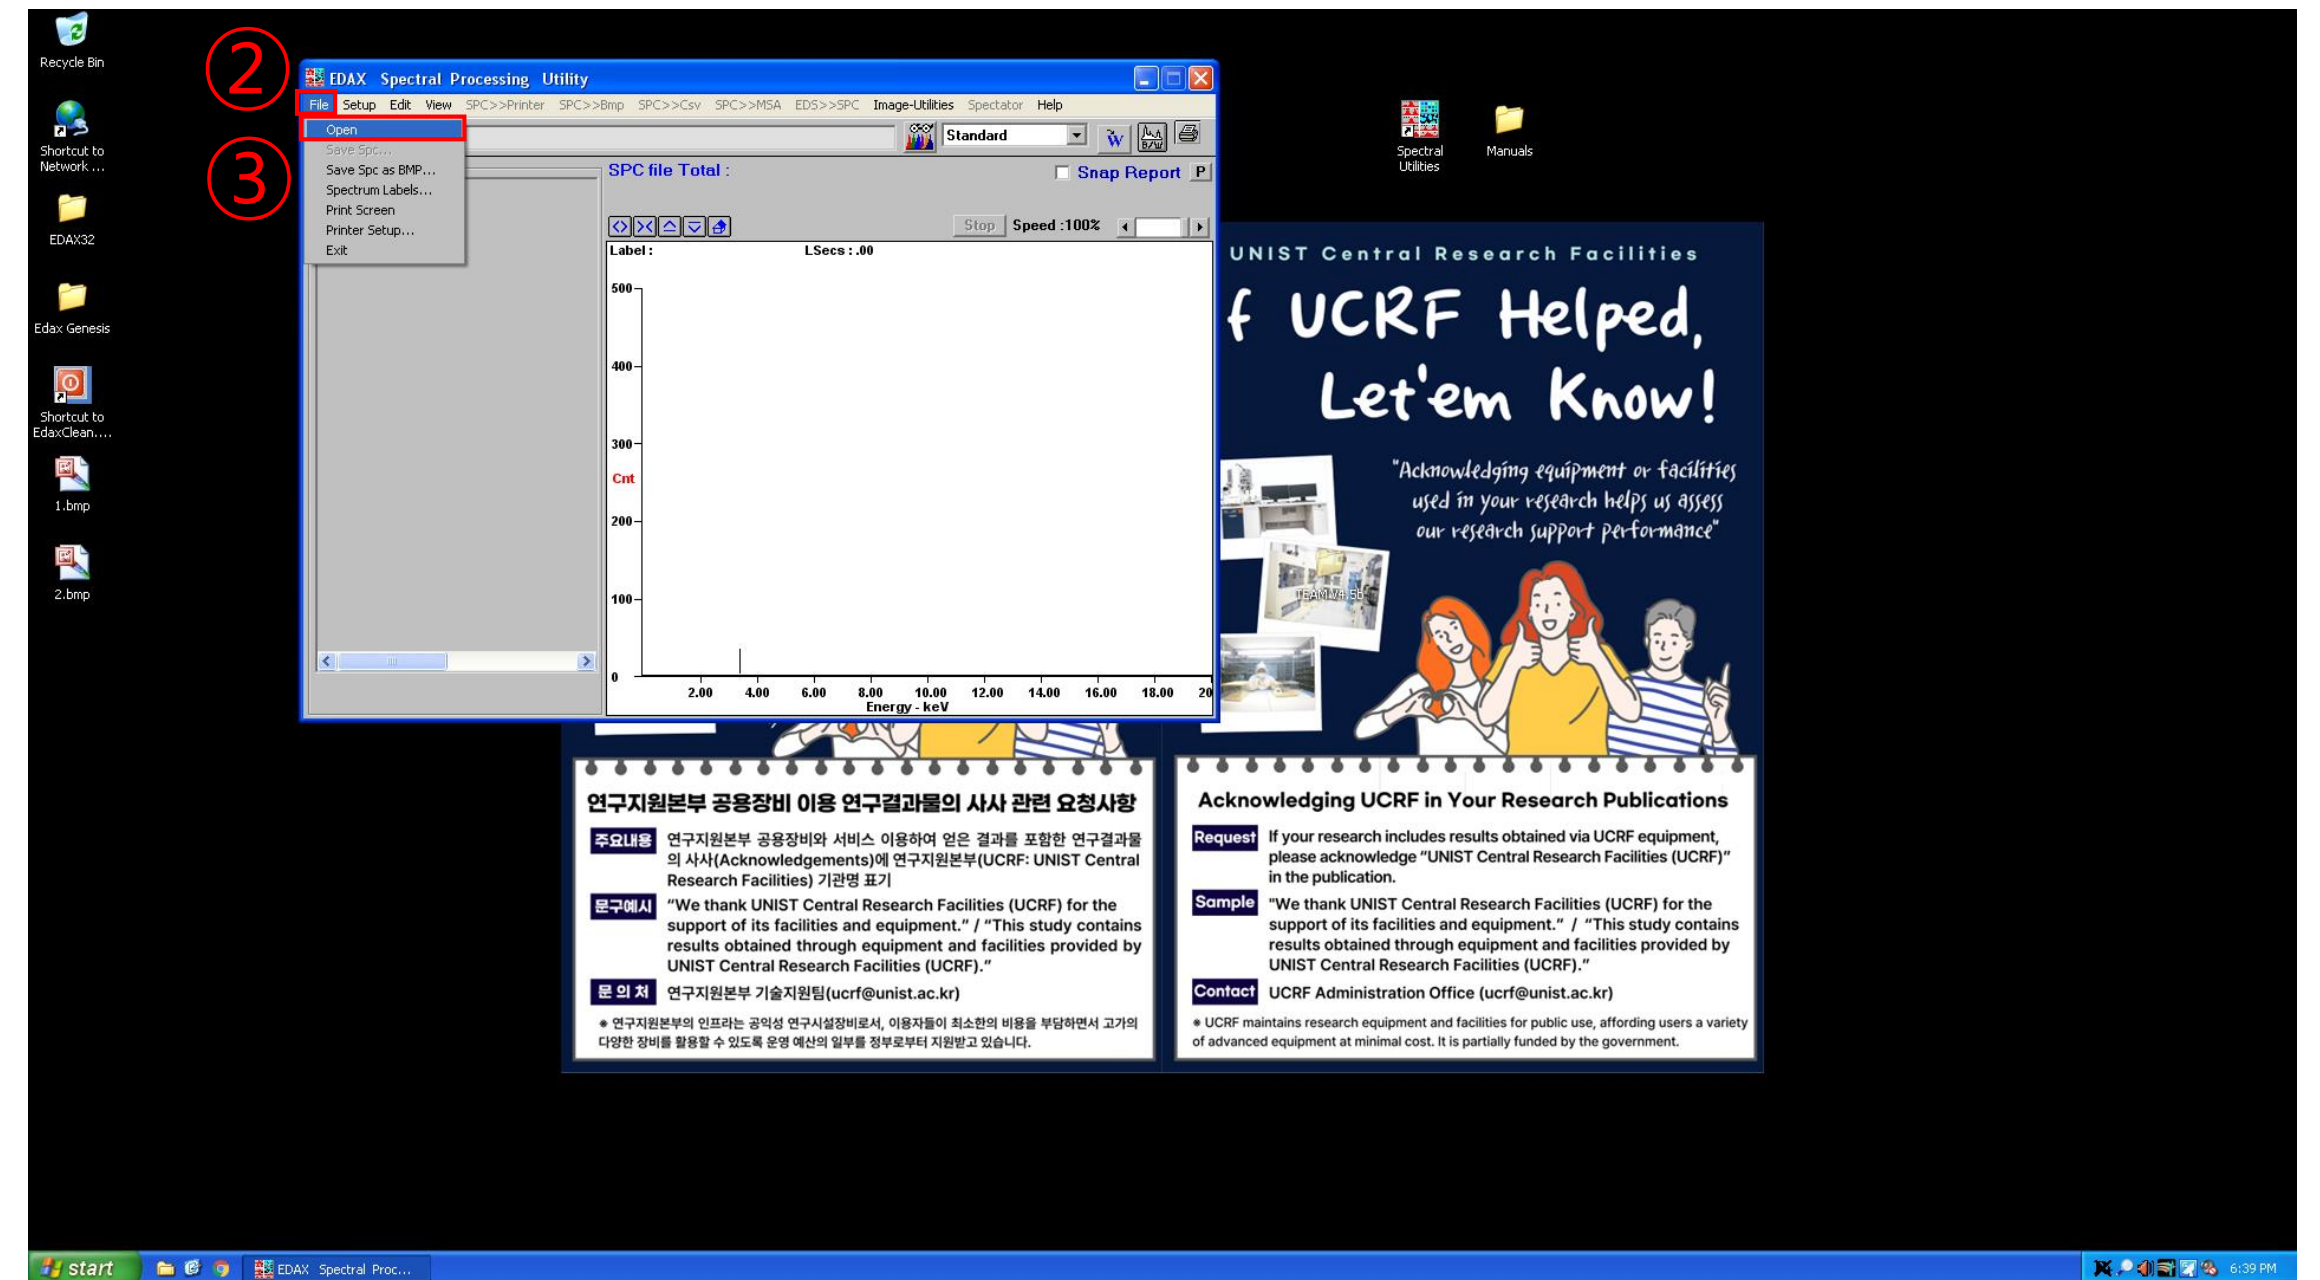 Recycle Bin
Shortcut to
Network ...
EDAX32
Edax Genesis
Shortcut to
EdaxClean....
1.bmp
2.bmp
②
③
EDAX Spectral Processing Utility
File Setup Edit View SPC>>Printer SPC>>Bmp SPC>>Csv SPC>>MSA EDS>>SPC Image-Utilities Spectator Help
Open
Save Spc...
Save Spc as BMP...
Spectrum Labels...
Print Screen
Printer Setup...
Exit
Standard
W
B/W
SPC file Total :
Snap Report P
Stop Speed :100%
Label : LSecs : .00
500
400
300
Cnt
200
100
0
2.00 4.00 6.00 8.00 10.00 12.00 14.00 16.00 18.00 20
Energy - keV
Spectral
Utilities
Manuals
UNIST Central Research Facilities
f UCRF Helped,
Let'em Know!
"Acknowledging equipment or facilities
used in your research helps us assess
our research support performance"
TEAM V4.5b
연구지원본부 공용장비 이용 연구결과물의 사사 관련 요청사항
주요내용 연구지원본부 공용장비와 서비스 이용하여 얻은 결과를 포함한 연구결과물
의 사사(Acknowledgements)에 연구지원본부(UCRF: UNIST Central
Research Facilities) 기관명 표기
문구예시 “We thank UNIST Central Research Facilities (UCRF) for the
support of its facilities and equipment.” / “This study contains
results obtained through equipment and facilities provided by
UNIST Central Research Facilities (UCRF).”
문 의 처 연구지원본부 기술지원팀(ucrf@unist.ac.kr)
※ 연구지원본부의 인프라는 공익성 연구시설장비로서, 이용자들이 최소한의 비용을 부담하면서 고가의
다양한 장비를 활용할 수 있도록 운영 예산의 일부를 정부로부터 지원받고 있습니다.
Acknowledging UCRF in Your Research Publications
Request If your research includes results obtained via UCRF equipment,
please acknowledge “UNIST Central Research Facilities (UCRF)”
in the publication.
Sample "We thank UNIST Central Research Facilities (UCRF) for the
support of its facilities and equipment.” / “This study contains
results obtained through equipment and facilities provided by
UNIST Central Research Facilities (UCRF).”
Contact UCRF Administration Office (ucrf@unist.ac.kr)
※ UCRF maintains research equipment and facilities for public use, affording users a variety
of advanced equipment at minimal cost. It is partially funded by the government.
start
EDAX Spectral Proc...
6:39 PM